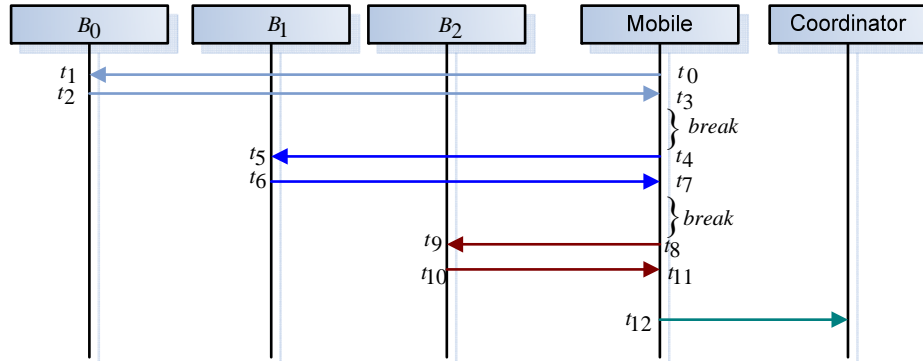 B0 B1 B2 Mobile Coordinator
t1 t0
t2 t3
} break
t5 t4
t6 t7
} break
t9 t8
t10 t11
t12